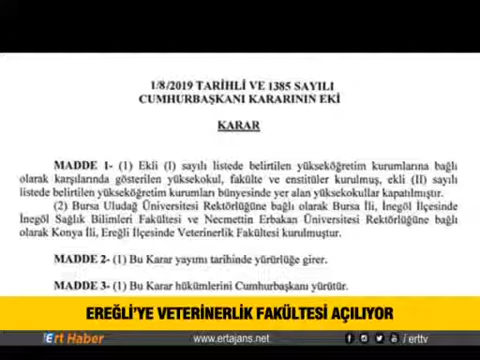 1/8/2019 TARİHLİ VE 1385 SAYILI
CUMHURBAŞKANI KARARININ EKİ
KARAR
MADDE 1- (1) Ekli (I) sayılı listede belirtilen yükseköğretim kurumlarına bağlı
olarak karşılarında gösterilen yüksekokul, fakülte ve enstitüler kurulmuş, ekli (II) sayılı
listede belirtilen yükseköğretim kurumları bünyesinde yer alan yüksekokullar kapatılmıştır.
(2) Bursa Uludağ Üniversitesi Rektörlüğüne bağlı olarak Bursa İli, İnegöl İlçesinde
İnegöl Sağlık Bilimleri Fakültesi ve Necmettin Erbakan Üniversitesi Rektörlüğüne bağlı
olarak Konya İli, Ereğli İlçesinde Veterinerlik Fakültesi kurulmuştur.
MADDE 2- (1) Bu Karar yayımı tarihinde yürürlüğe girer.
MADDE 3- (1) Bu Karar hükümlerini Cumhurbaşkanı yürütür.
EREĞLİ'YE VETERİNERLİK FAKÜLTESİ AÇILIYOR
Ert Haber www.ertajans.net /erttv